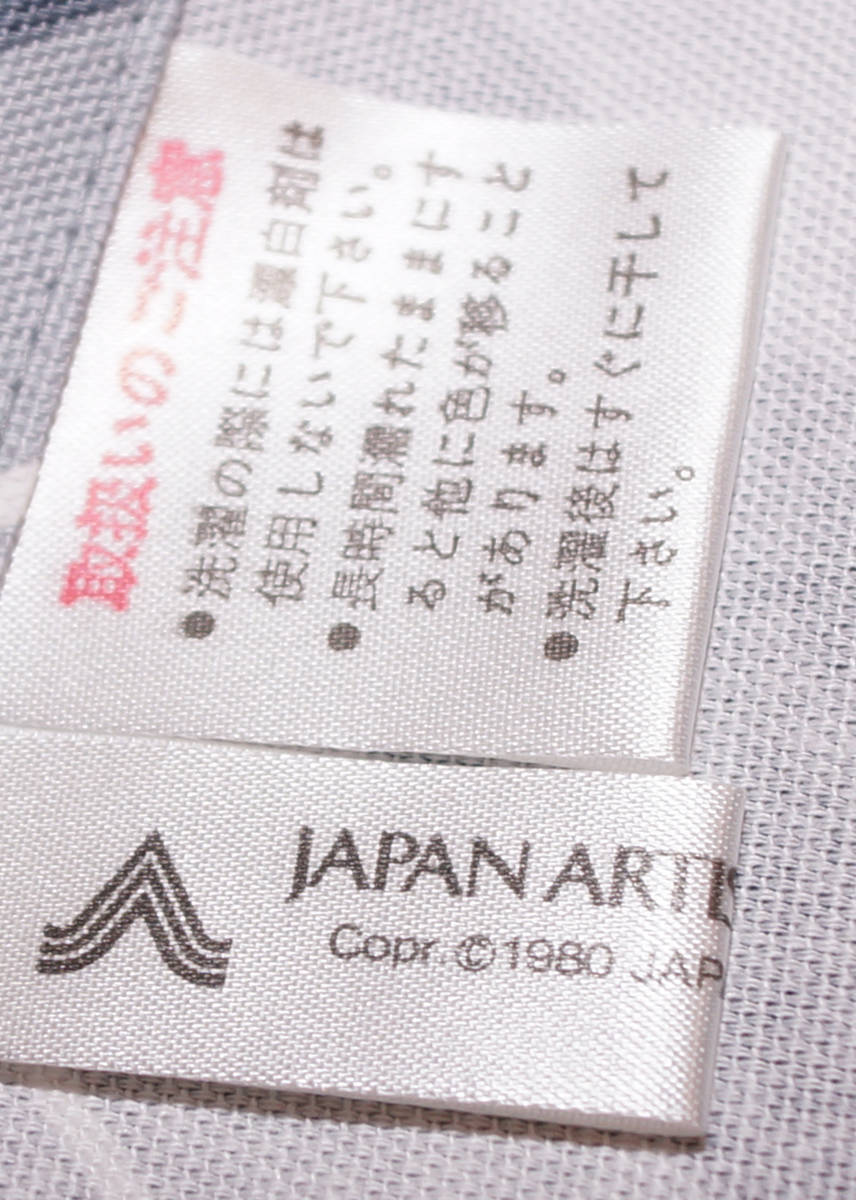 取扱いのご注意
●洗濯の際には漂白剤は
使用しないで下さい。
●長時間濡れたままにす
ると他に色が移ること
があります。
●洗濯後はすぐに干して
下さい。
JAPAN ART
Copr. ©1980 JAP